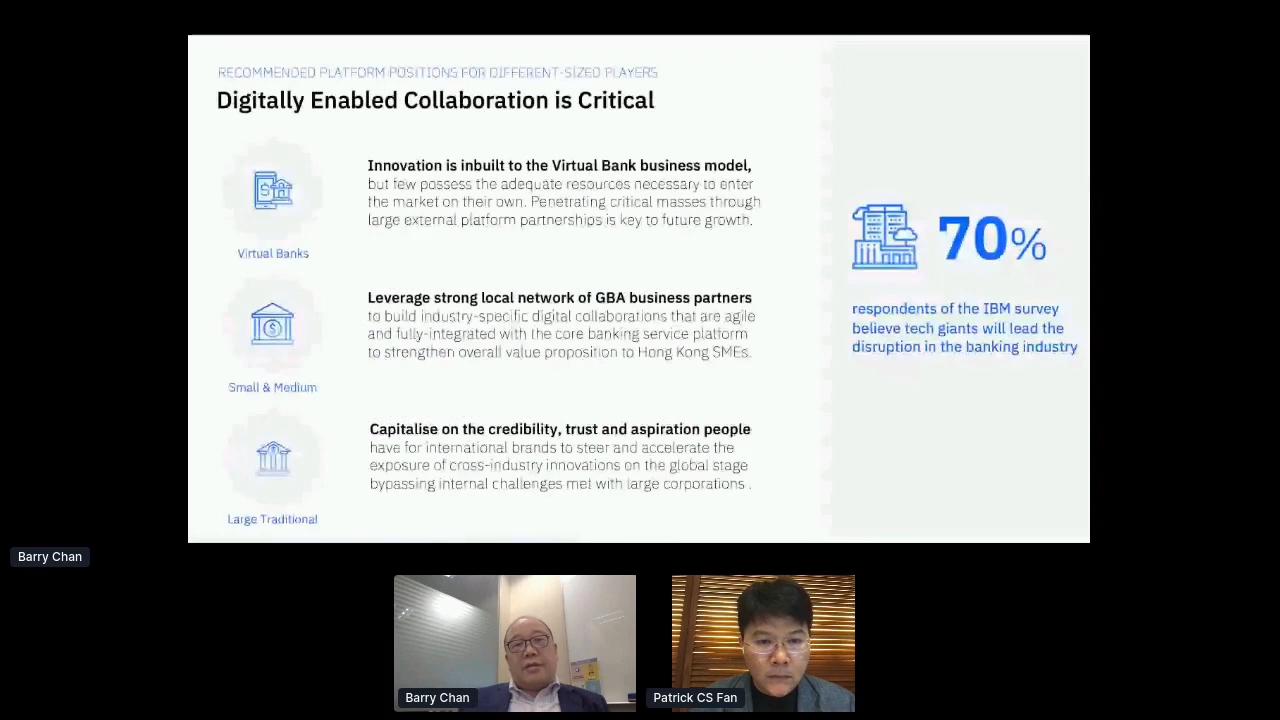 RECOMMENDED PLATFORM POSITIONS FOR DIFFERENT-SIZED PLAYERS
Digitally Enabled Collaboration is Critical
Innovation is inbuilt to the Virtual Bank business model,
but few possess the adequate resources necessary to enter
the market on their own. Penetrating critical masses through
large external platform partnerships is key to future growth.
Virtual Banks
Leverage strong local network of GBA business partners
to build industry-specific digital collaborations that are agile
and fully-integrated with the core banking service platform
to strengthen overall value proposition to Hong Kong SMEs.
Small & Medium
Capitalise on the credibility, trust and aspiration people
have for international brands to steer and accelerate the
exposure of cross-industry innovations on the global stage
bypassing internal challenges met with large corporations .
Large Traditional
70%
respondents of the IBM survey
believe tech giants will lead the
disruption in the banking industry
Barry Chan
Barry Chan
Patrick CS Fan